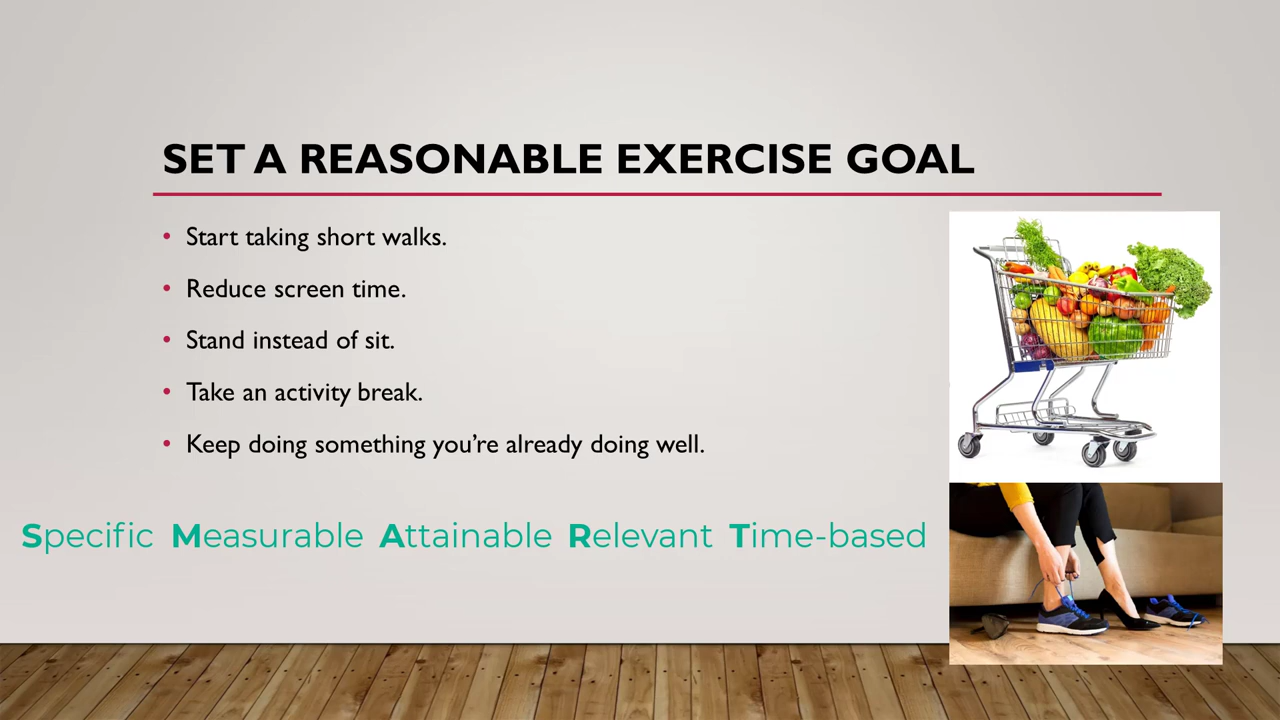 SET A REASONABLE EXERCISE GOAL
• Start taking short walks.
• Reduce screen time.
• Stand instead of sit.
• Take an activity break.
• Keep doing something you’re already doing well.
Specific Measurable Attainable Relevant Time-based